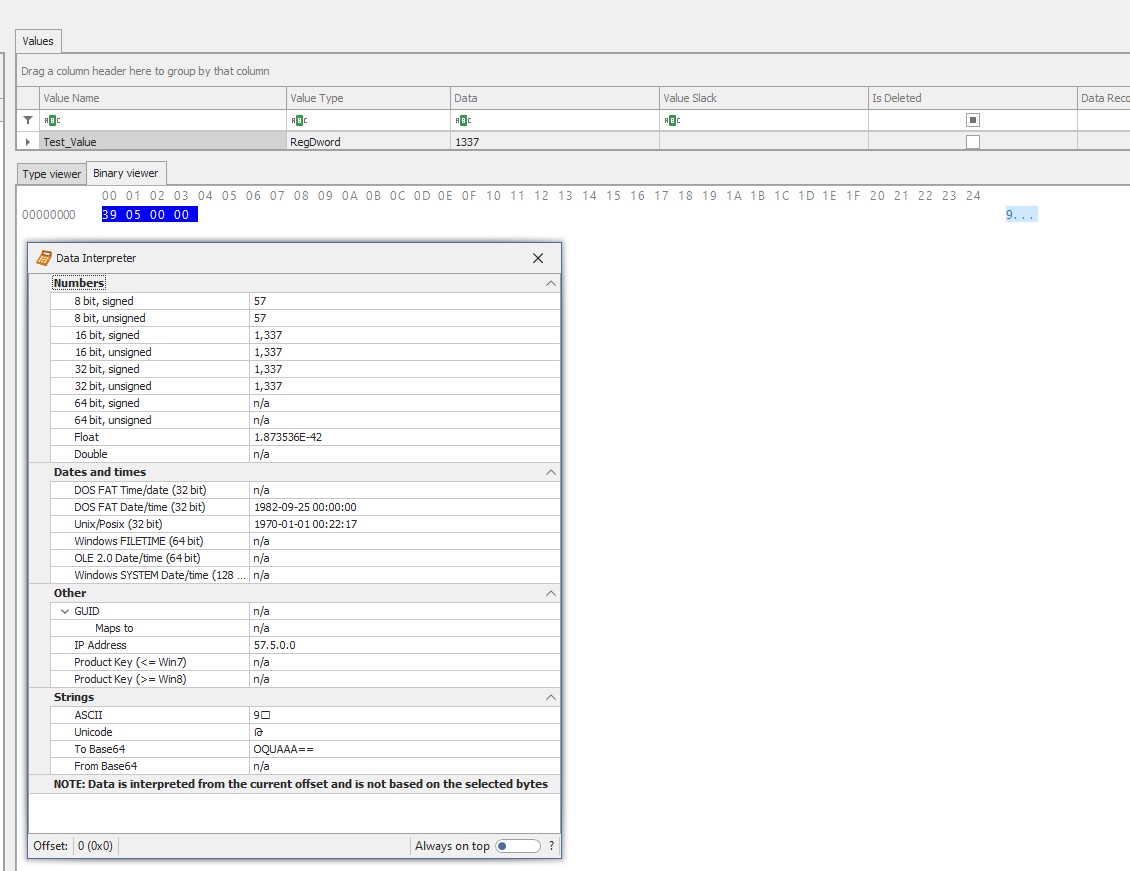 Values
Drag a column header here to group by that column
Value Name Value Type Data Value Slack Is Deleted Data Reco
ABC ABC ABC ABC
Test_Value RegDword 1337
Type viewer Binary viewer
00 01 02 03 04 05 06 07 08 09 0A 0B 0C 0D 0E 0F 10 11 12 13 14 15 16 17 18 19 1A 1B 1C 1D 1E 1F 20 21 22 23 24
00000000 39 05 00 00 9...
Data Interpreter
Numbers
8 bit, signed 57
8 bit, unsigned 57
16 bit, signed 1,337
16 bit, unsigned 1,337
32 bit, signed 1,337
32 bit, unsigned 1,337
64 bit, signed n/a
64 bit, unsigned n/a
Float 1.873536E-42
Double n/a
Dates and times
DOS FAT Time/date (32 bit) n/a
DOS FAT Date/time (32 bit) 1982-09-25 00:00:00
Unix/Posix (32 bit) 1970-01-01 00:22:17
Windows FILETIME (64 bit) n/a
OLE 2.0 Date/time (64 bit) n/a
Windows SYSTEM Date/time (128 ... n/a
Other
GUID n/a
Maps to n/a
IP Address 57.5.0.0
Product Key (<= Win7) n/a
Product Key (>= Win8) n/a
Strings
ASCII 9□
Unicode
To Base64 OQUAAA==
From Base64 n/a
NOTE: Data is interpreted from the current offset and is not based on the selected bytes
Offset: 0 (0x0) Always on top ?